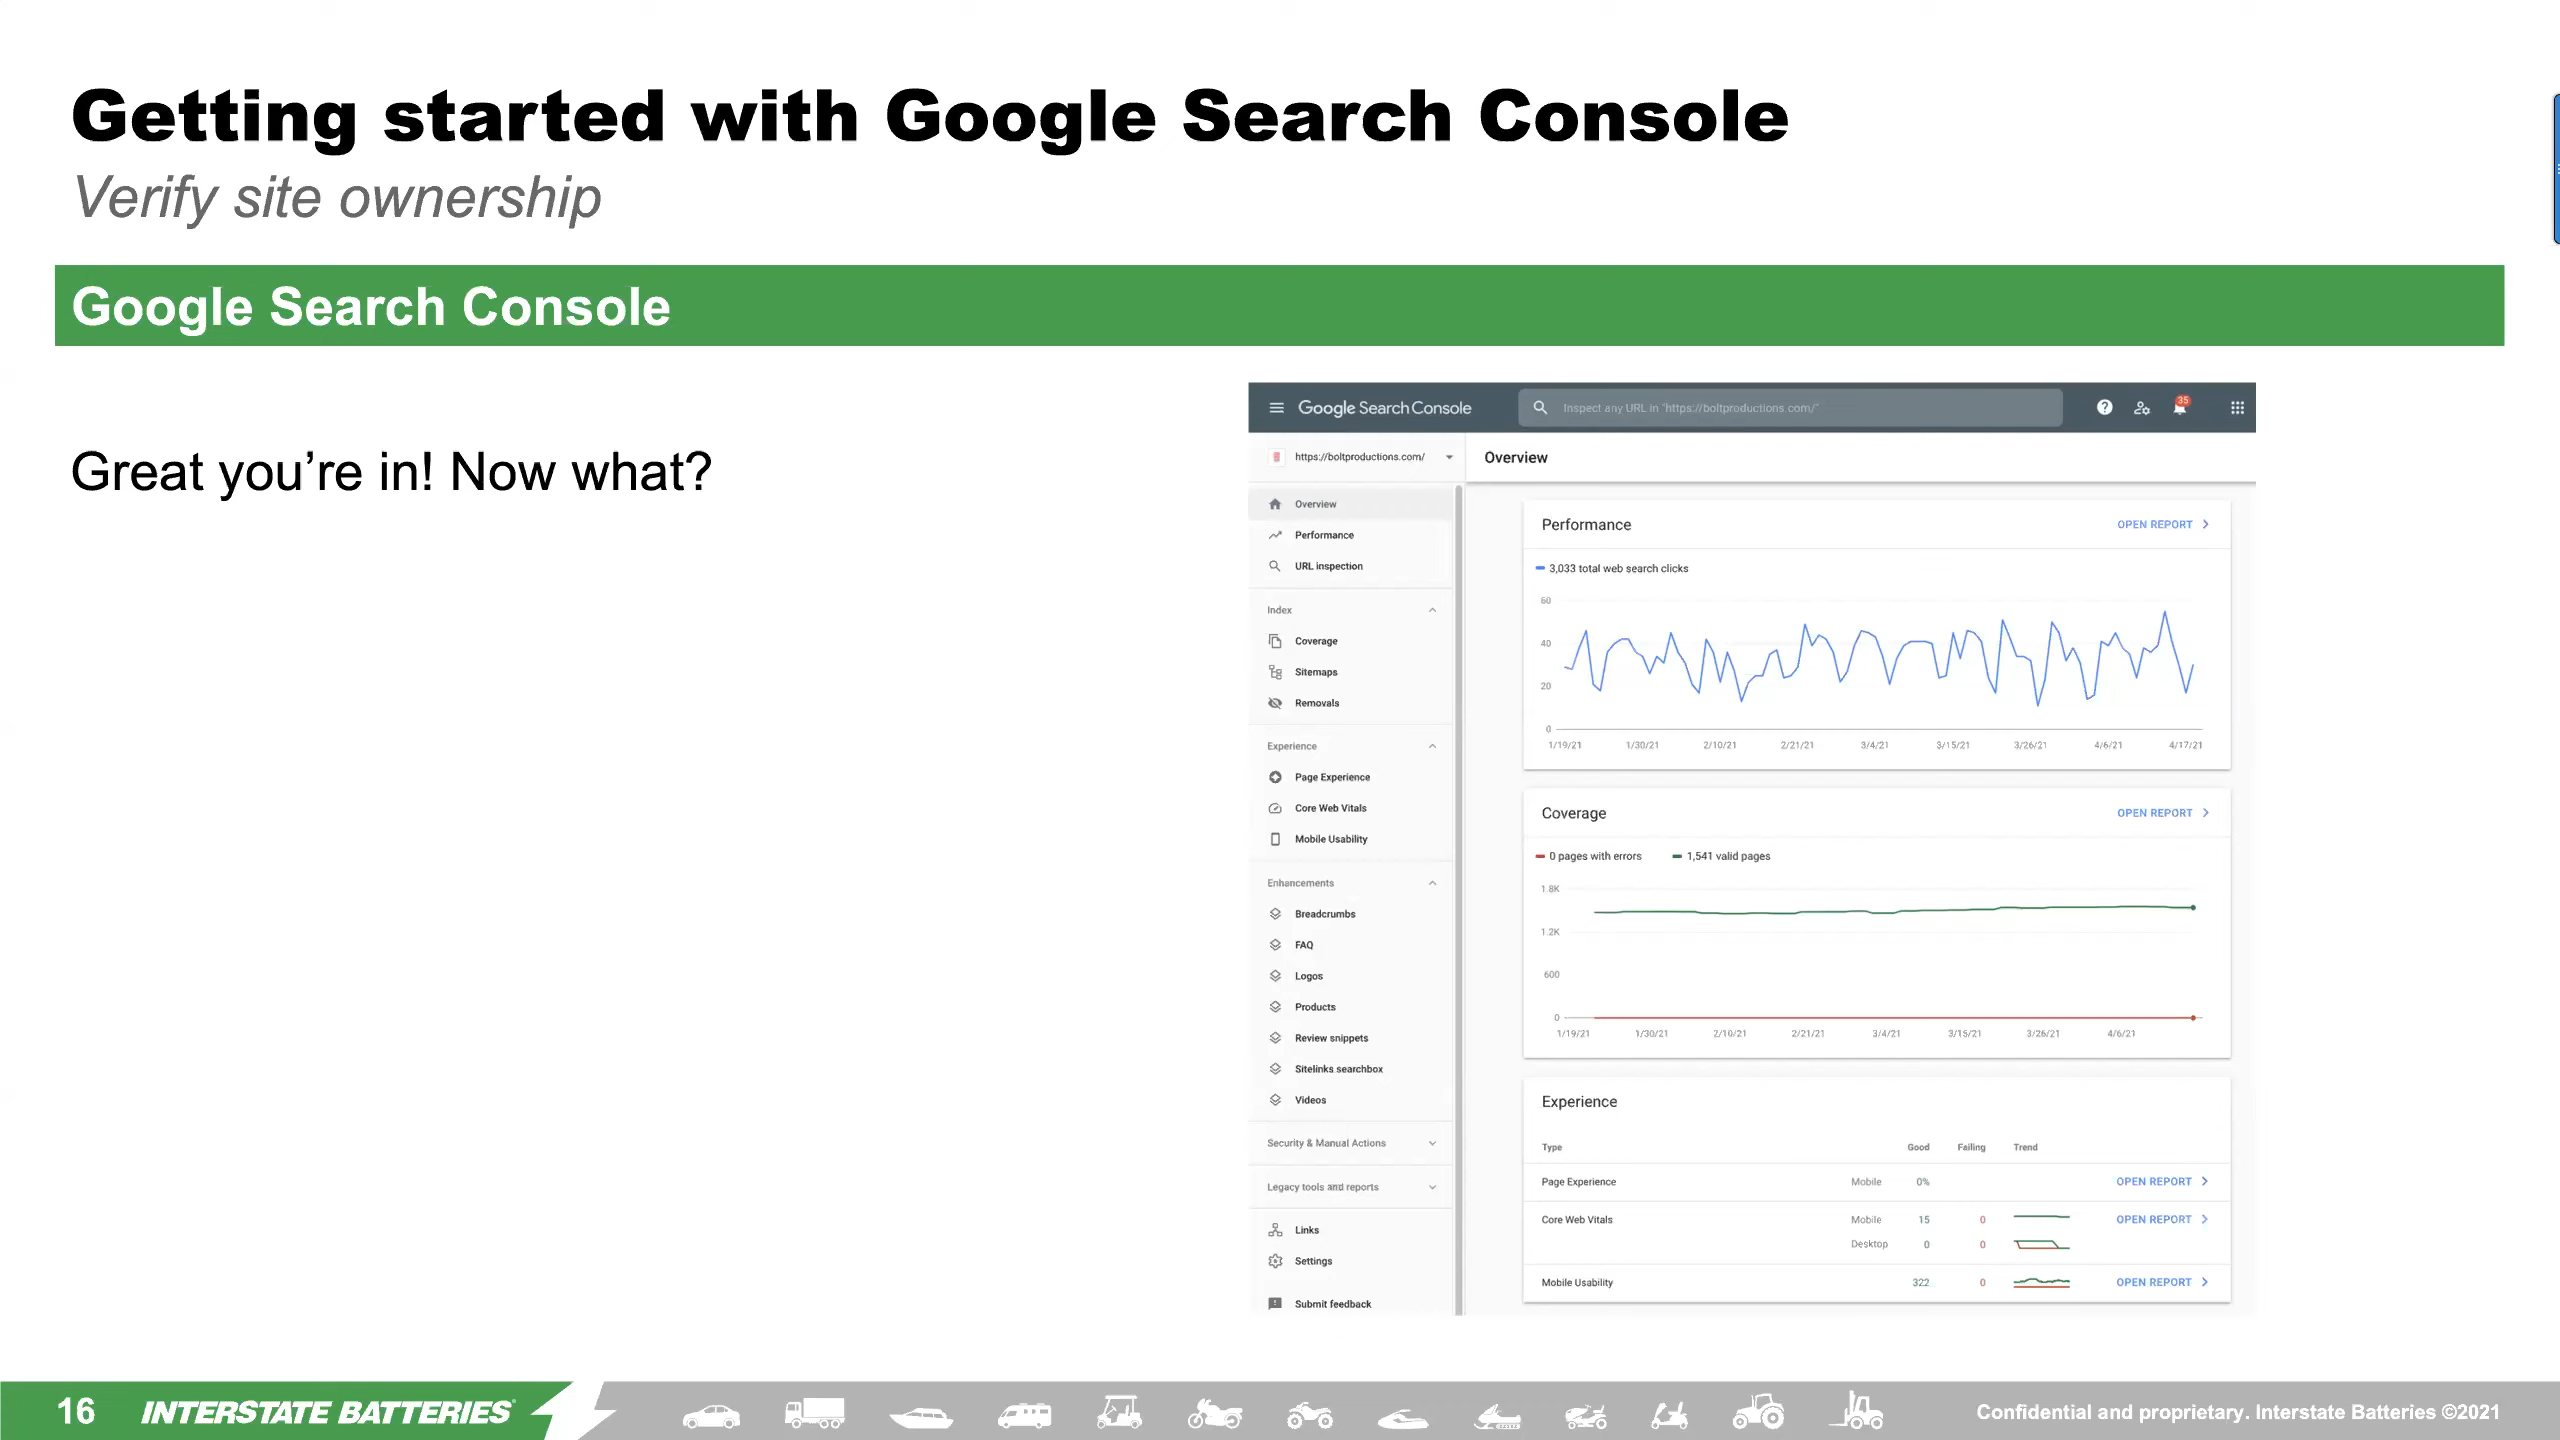 Getting started with Google Search Console
Verify site ownership
Google Search Console
Great you’re in! Now what?
Google Search Console
Inspect any URL in "https://boltproductions.com/"
35
https://boltproductions.com/
Overview
Performance
URL inspection
Index
Coverage
Sitemaps
Removals
Experience
Page Experience
Core Web Vitals
Mobile Usability
Enhancements
Breadcrumbs
FAQ
Logos
Products
Review snippets
Sitelinks searchbox
Videos
Security & Manual Actions
Legacy tools and reports
Links
Settings
Submit feedback
Overview
Performance
OPEN REPORT
3,033 total web search clicks
60
40
20
0
1/19/21 1/30/21 2/10/21 2/21/21 3/4/21 3/15/21 3/26/21 4/6/21 4/17/21
Coverage
OPEN REPORT
0 pages with errors 1,541 valid pages
1.8K
1.2K
600
0
1/19/21 1/30/21 2/10/21 2/21/21 3/4/21 3/15/21 3/26/21 4/6/21
Experience
Type Good Failing Trend
Page Experience Mobile 0% OPEN REPORT
Core Web Vitals Mobile 15 0 OPEN REPORT
Desktop 0 0
Mobile Usability 322 0 OPEN REPORT
16 INTERSTATE BATTERIES
Confidential and proprietary. Interstate Batteries ©2021